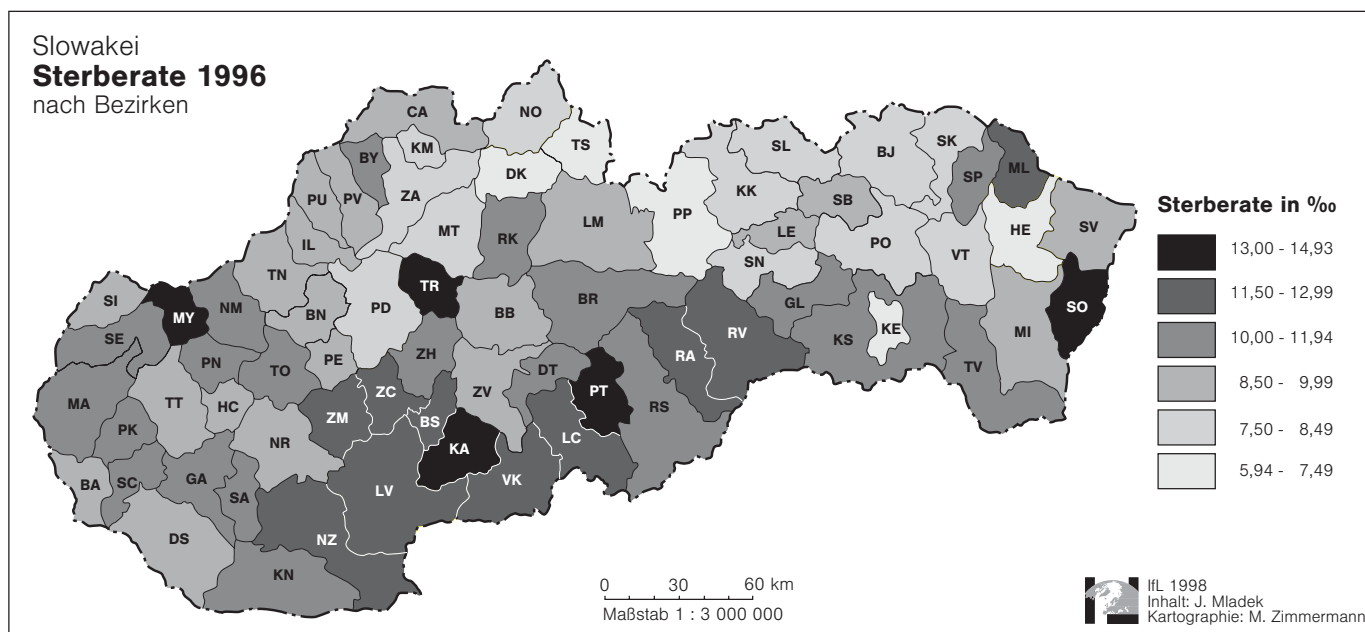 Slowakei
Sterberate 1996
nach Bezirken
CA
NO
TS
KM
BY
DK
ZA
PU
PV
IL
MT
RK
LM
PP
KK
SL
BJ
SK
SP
ML
SB
LE
PO
SN
VT
HE
SV
TN
SI
MY
NM
BN
PD
TR
BB
BR
GL
KS
KE
SO
MI
SE
PN
TO
PE
ZH
ZV
DT
PT
RA
RV
RS
TV
MA
TT
HC
ZM
ZC
BS
KA
LC
PK
NR
BA
SC
GA
SA
LV
VK
DS
NZ
KN
Sterberate in ‰
13,00 - 14,93
11,50 - 12,99
10,00 - 11,94
8,50 - 9,99
7,50 - 8,49
5,94 - 7,49
0 30 60 km
Maßstab 1 : 3 000 000
IfL 1998
Inhalt: J. Mladek
Kartographie: M. Zimmermann